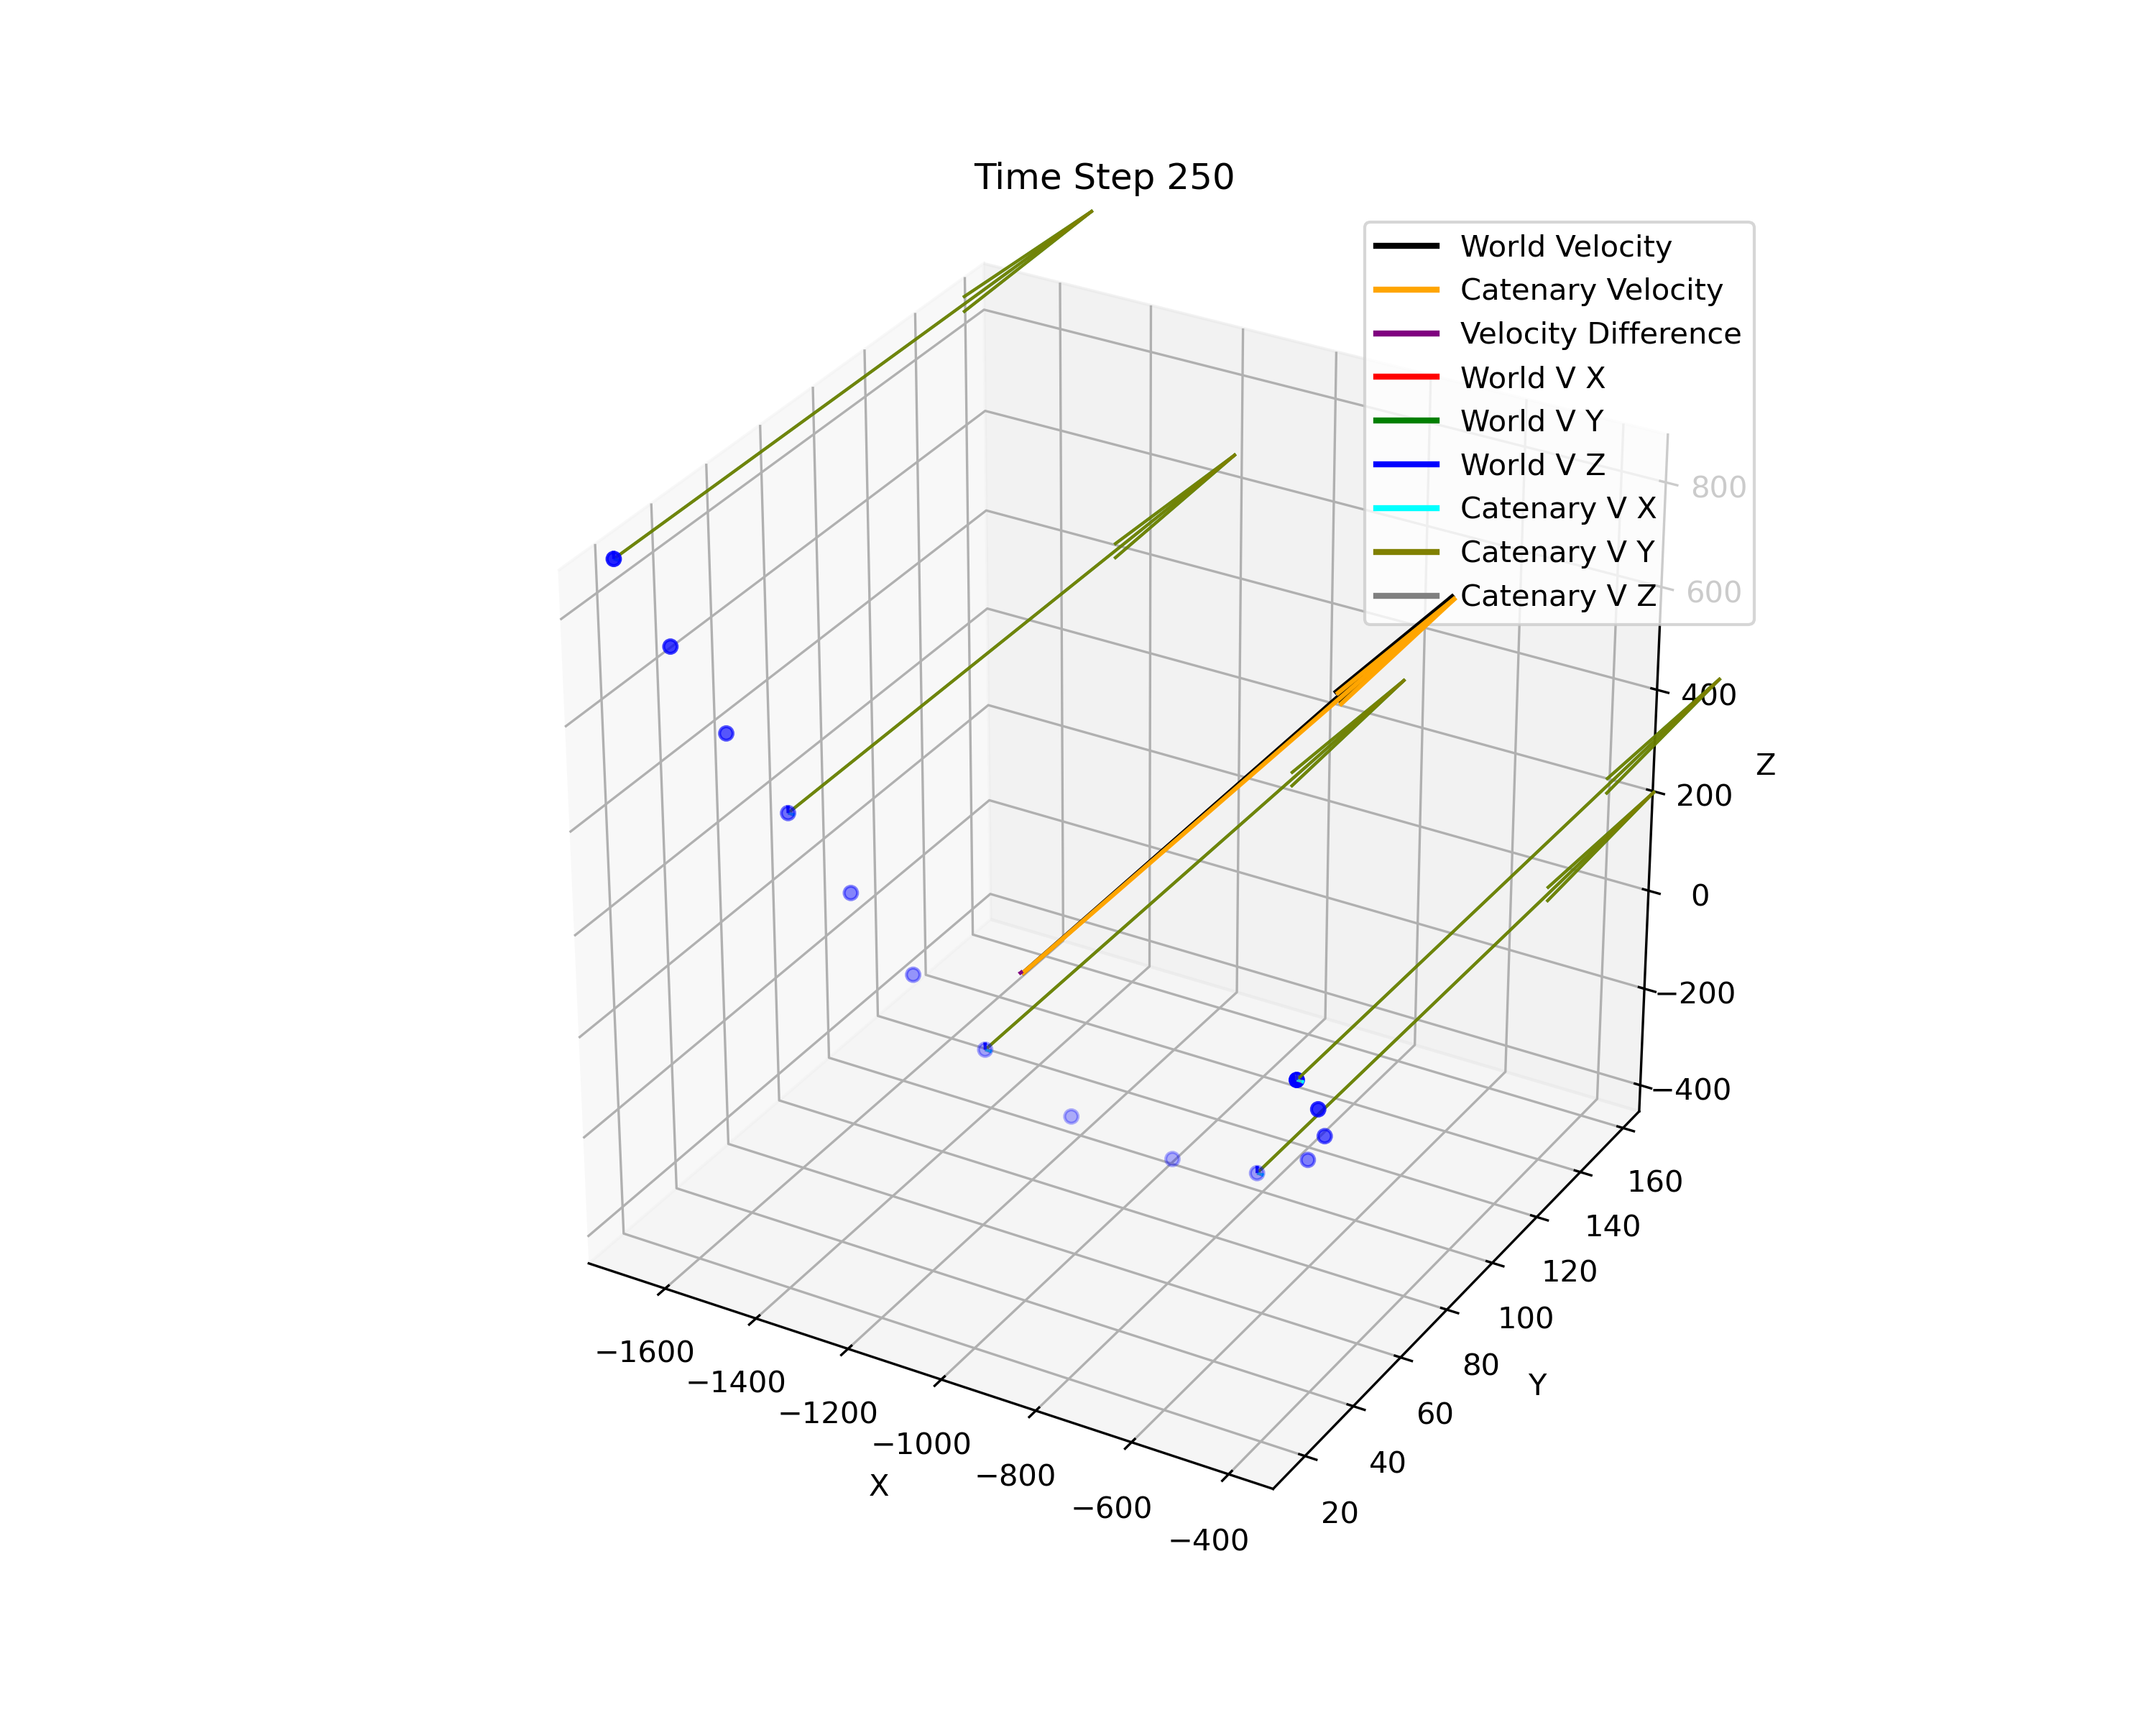 Time Step 250
World Velocity
Catenary Velocity
Velocity Difference
World V X
World V Y
World V Z
Catenary V X
Catenary V Y
Catenary V Z
800
600
400
Z
200
0
−200
−400
160
140
120
100
80
Y
60
40
20
−1600
−1400
−1200
−1000
X
−800
−600
−400